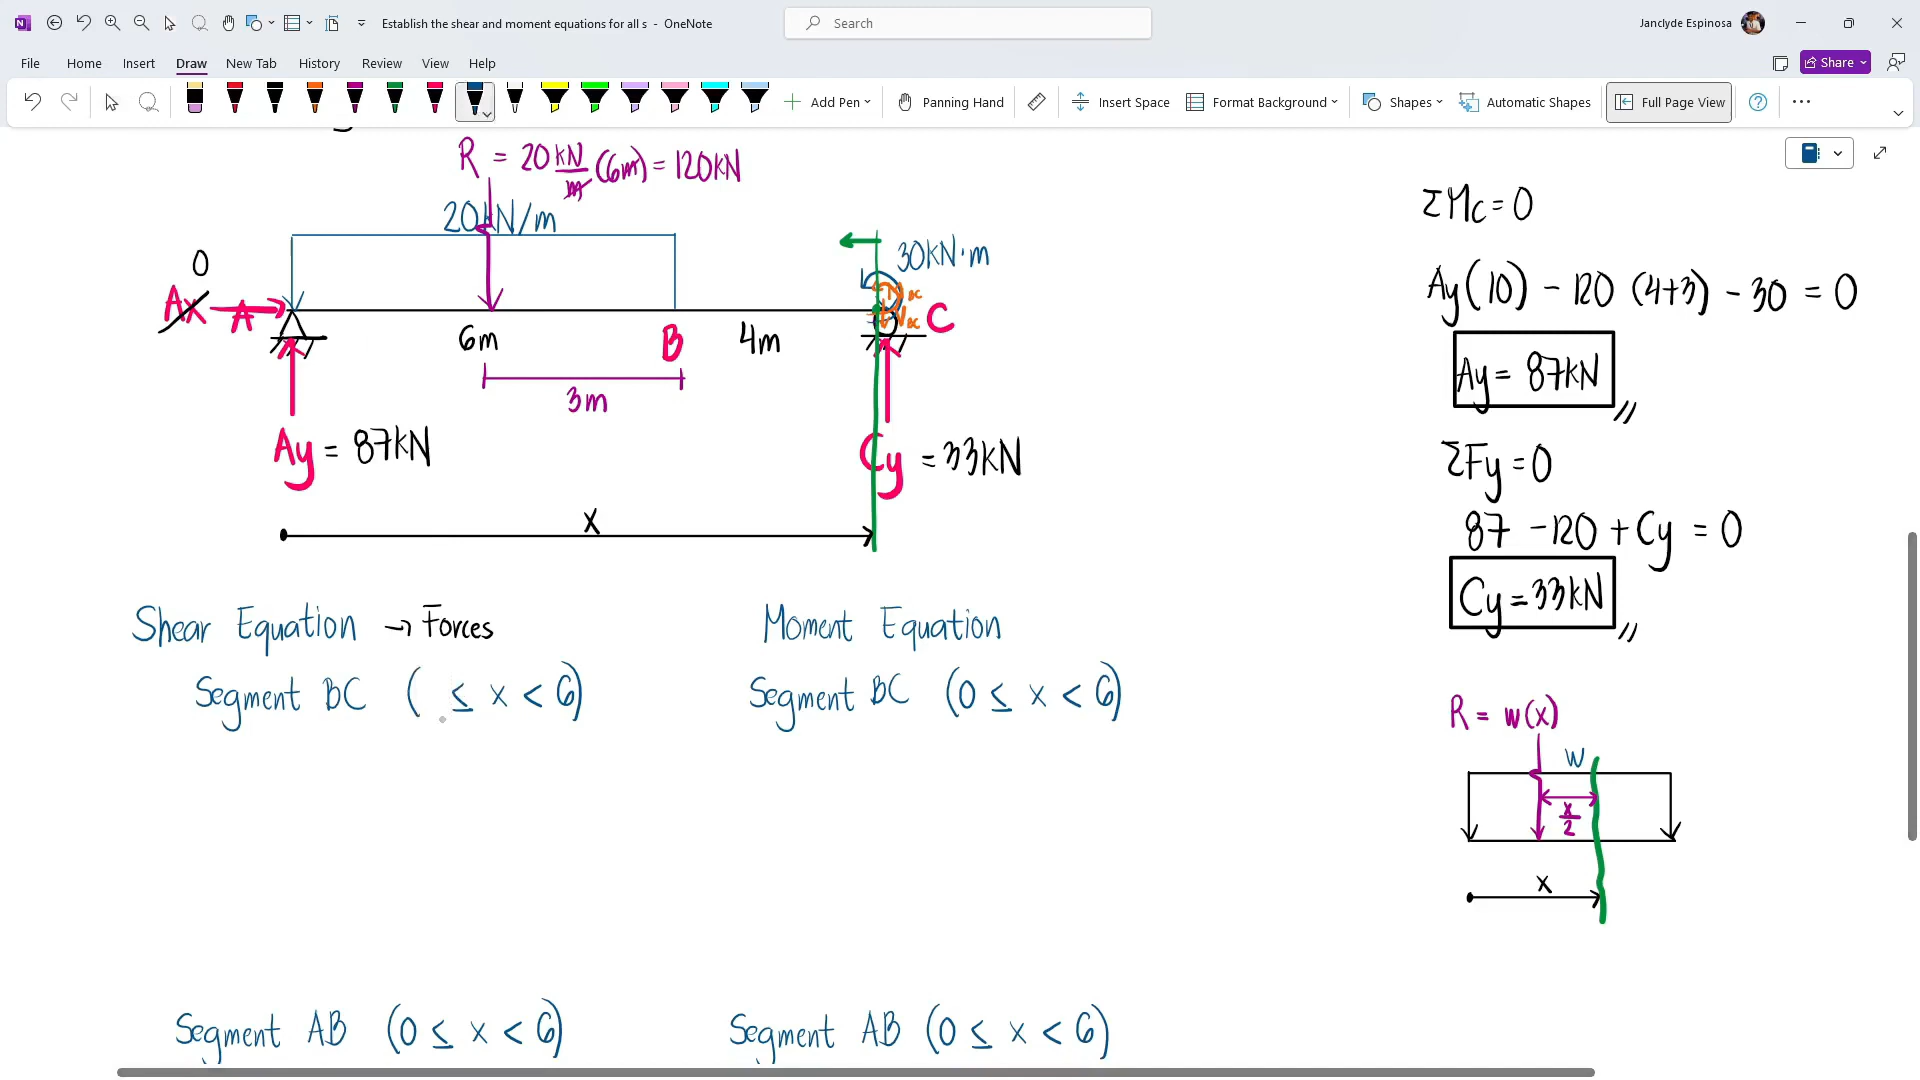 Establish the shear and moment equations for all s - OneNote
Search
Janclyde Espinosa
File Home Insert Draw New Tab History Review View Help
Share
Add Pen
Panning Hand
Insert Space
Format Background
Shapes
Automatic Shapes
Full Page View
R = 20 kN/m (6m) = 120kN
20kN/m
30kN·m
0
Ax
A
6m
B
4m
C
3m
Ay = 87kN
Cy = 33kN
x
Shear Equation → Forces
Segment BC ( ≤ x < 6)
Moment Equation
Segment BC (0 ≤ x < 6)
Segment AB (0 ≤ x < 6)
Segment AB (0 ≤ x < 6)
ΣMc = 0
Ay(10) - 120 (4+3) - 30 = 0
Ay = 87kN
ΣFy = 0
87 - 120 + Cy = 0
Cy = 33kN
R = w(x)
w
x/2
x